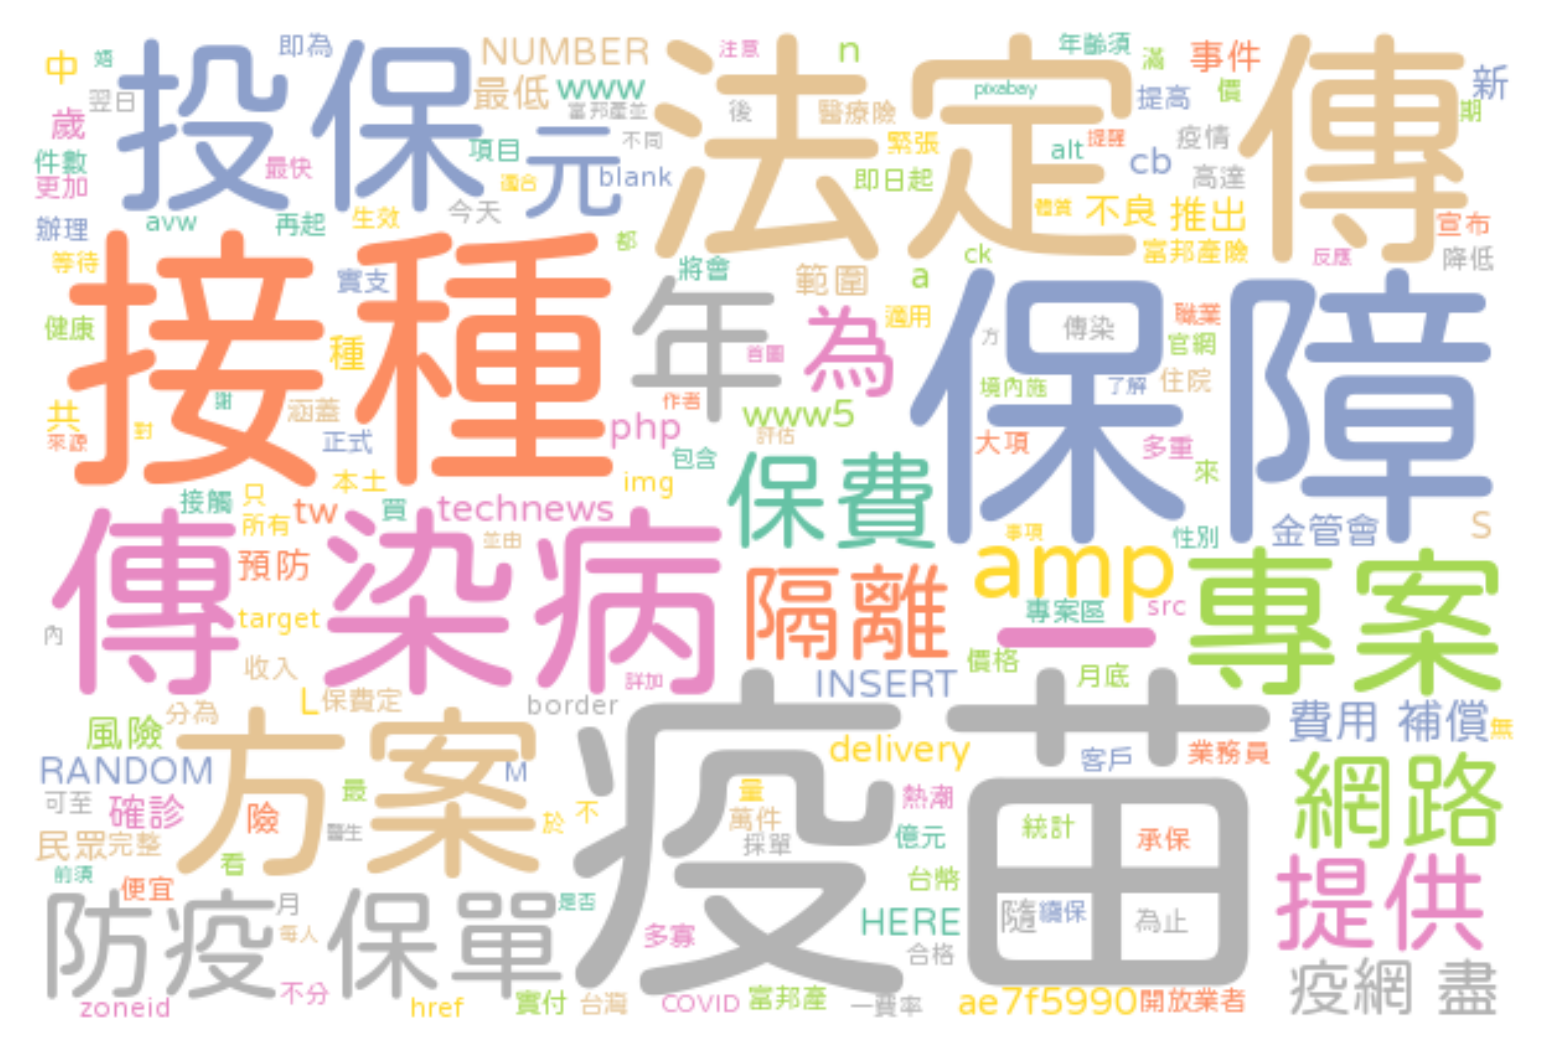 中
婚
即為
NUMBER
注意
n
年齡須
滿
事件
新
翌日
投保
最低
www
法定傳
pixabay
提高
價
期
歲
富邦產並
後
醫療險
件數
項目
元
不同
緊張
alt
提醒
疫情
更加
最快
適合
blank
即日起
cb
高達
辦理
avw
再起
生效
今天
體質
不良
推出
宣布
等待
接種
都
將會
ck
富邦產險
反應
降低
實支
年
範圍
a
保障
健康
種
首圖
為
適用
方
傳染
職業
官網
共
謝
涵蓋
作者
境內施
了解
住院
來源
對
正式
php
www5
評估
大項
多重
包含
來
接觸
只
本土
img
保費
所有
tw
買
technews
並由
事項
性別
金管會
S
傳染病
預防
隔離
amp
專案
target
專案區
src
一
內
收入
詳加
價格
月底
L
保費定
border
INSERT
風險
分為
方案
疫苗
費用
補償
無
RANDOM
M
delivery
客戶
業務員
可至
確診
險
最
不
量
熱潮
網路
醫生
於
萬件
統計
承保
民眾
完整
看
採單
億元
前須
便宜
台幣
提供
防疫
月
保單
是否
HERE
隨
續保
為止
每人
多寡
合格
疫網
盡
zoneid
不分
href
實付
台灣
COVID
富邦產
一費率
ae7f5990
開放業者